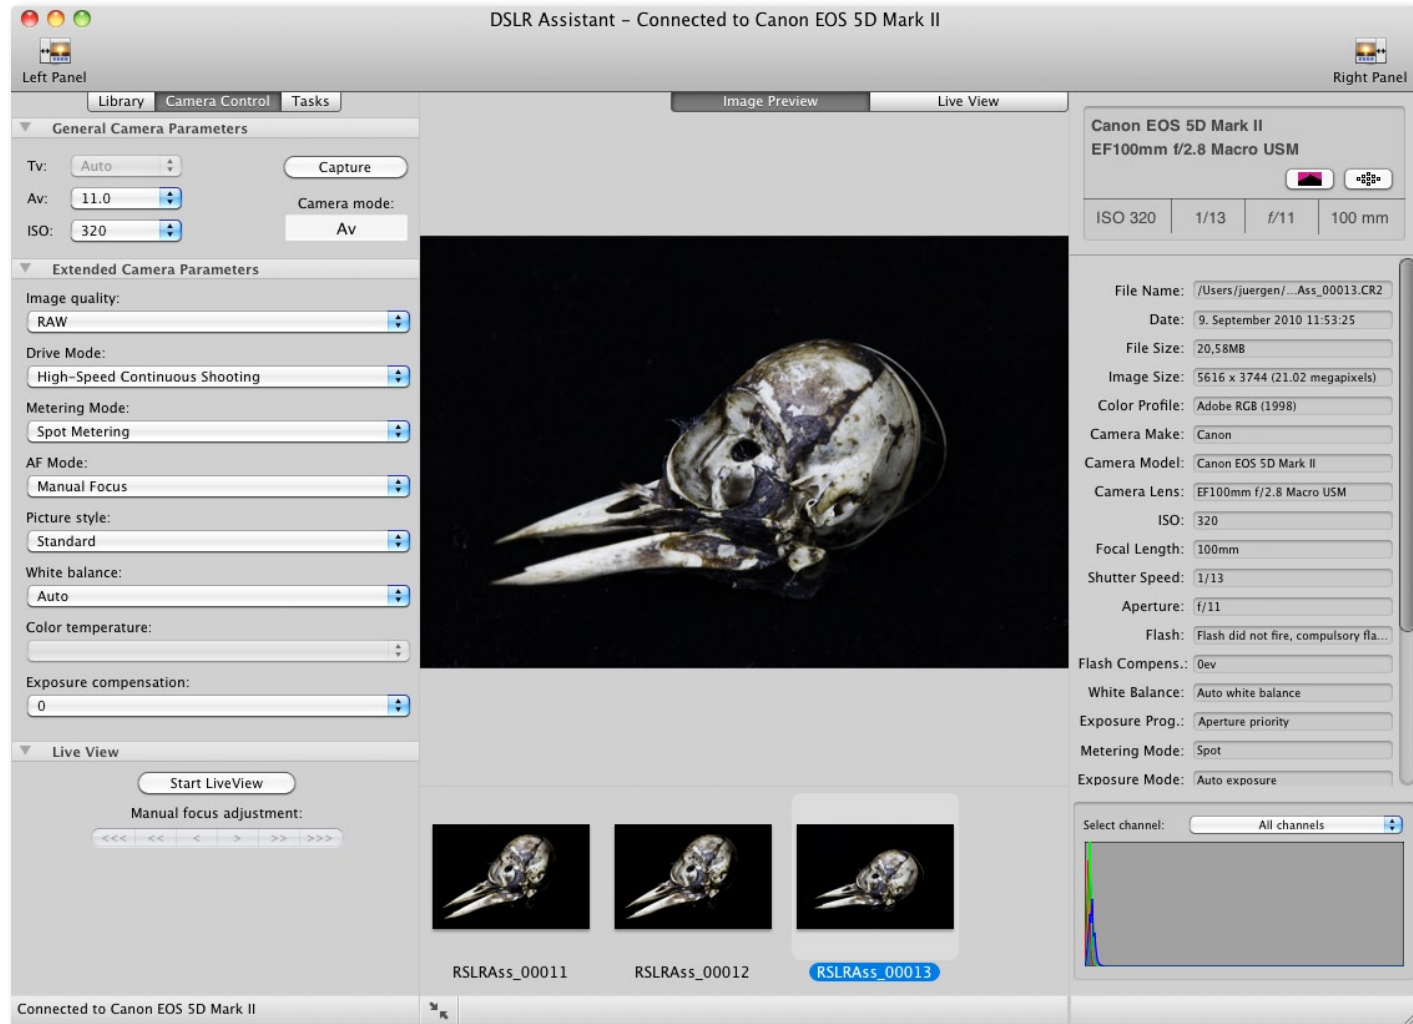 DSLR Assistant – Connected to Canon EOS 5D Mark II
Left Panel
Right Panel
Library Camera Control Tasks
Image Preview Live View
General Camera Parameters
Tv: Auto
Capture
Av: 11.0
Camera mode:
ISO: 320
Av
Extended Camera Parameters
Image quality:
RAW
Drive Mode:
High-Speed Continuous Shooting
Metering Mode:
Spot Metering
AF Mode:
Manual Focus
Picture style:
Standard
White balance:
Auto
Color temperature:
Exposure compensation:
0
Live View
Start LiveView
Manual focus adjustment:
<<< << < > >> >>>
RSLRAss_00011 RSLRAss_00012 RSLRAss_00013
Canon EOS 5D Mark II
EF100mm f/2.8 Macro USM
ISO 320 1/13 f/11 100 mm
File Name: /Users/juergen/...Ass_00013.CR2
Date: 9. September 2010 11:53:25
File Size: 20,58MB
Image Size: 5616 x 3744 (21.02 megapixels)
Color Profile: Adobe RGB (1998)
Camera Make: Canon
Camera Model: Canon EOS 5D Mark II
Camera Lens: EF100mm f/2.8 Macro USM
ISO: 320
Focal Length: 100mm
Shutter Speed: 1/13
Aperture: f/11
Flash: Flash did not fire, compulsory fla...
Flash Compens.: 0ev
White Balance: Auto white balance
Exposure Prog.: Aperture priority
Metering Mode: Spot
Exposure Mode: Auto exposure
Select channel: All channels
Connected to Canon EOS 5D Mark II